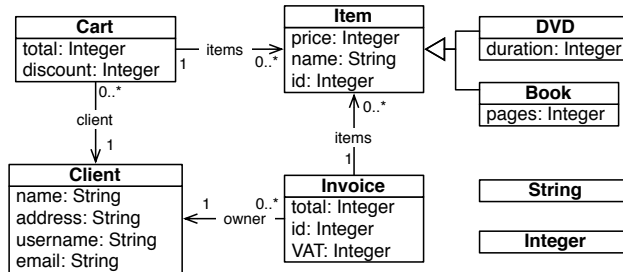 Cart
total: Integer
discount: Integer
1
items
0..*
Item
price: Integer
name: String
id: Integer
DVD
duration: Integer
Book
pages: Integer
0..*
client
1
0..*
items
1
Client
name: String
address: String
username: String
email: String
1
owner
0..*
Invoice
total: Integer
id: Integer
VAT: Integer
String
Integer